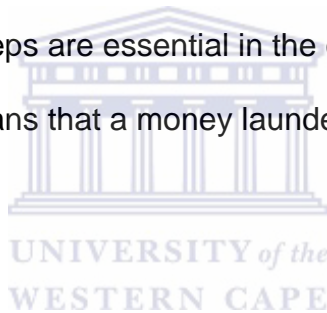 eps are essential in the
ans that a money launde
UNIVERSITY of the
WESTERN CAPE